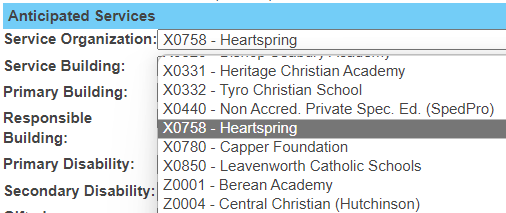 Anticipated Services
Service Organization: X0758 - Heartspring
Service Building:
X0331 - Heritage Christian Academy
Primary Building:
X0332 - Tyro Christian School
X0440 - Non Accred. Private Spec. Ed. (SpedPro)
Responsible
Building:
X0758 - Heartspring
X0780 - Capper Foundation
Primary Disability:
X0850 - Leavenworth Catholic Schools
Z0001 - Berean Academy
Secondary Disability:
Z0004 - Central Christian (Hutchinson)